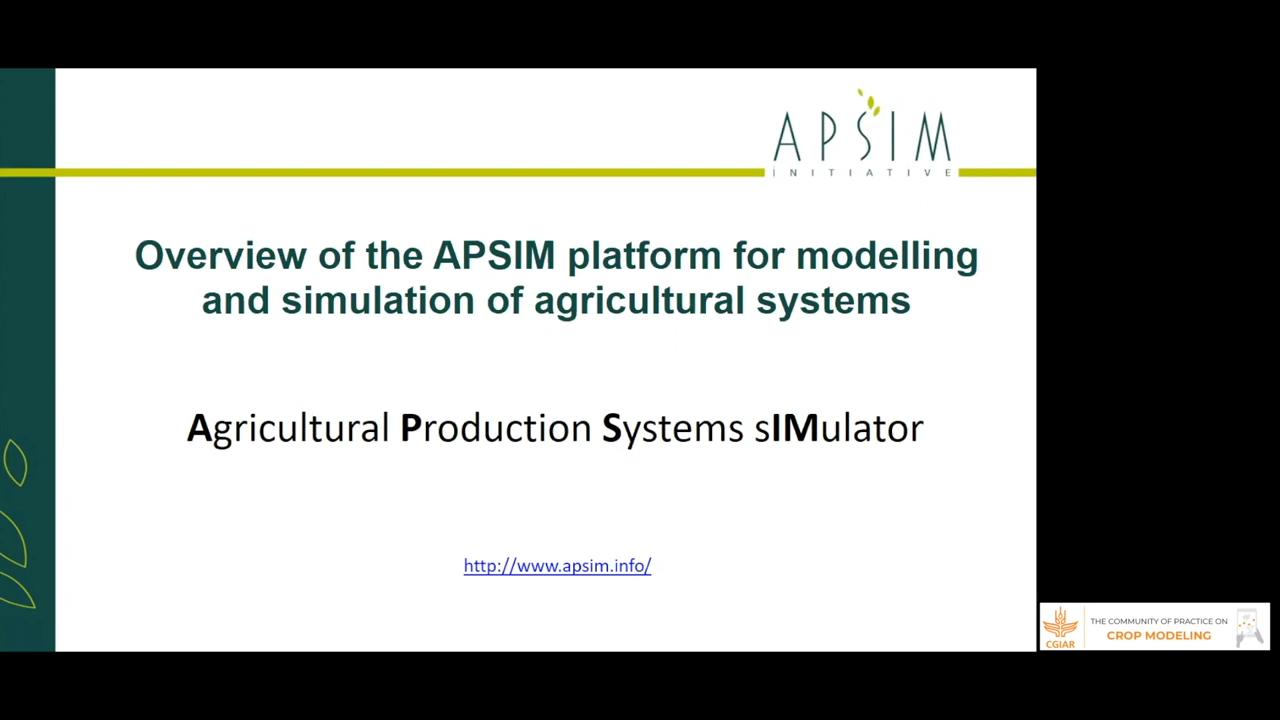 APSIM
INITIATIVE
Overview of the APSIM platform for modelling
and simulation of agricultural systems
Agricultural Production Systems sIMulator
http://www.apsim.info/
THE COMMUNITY OF PRACTICE ON
CROP MODELING
CGIAR